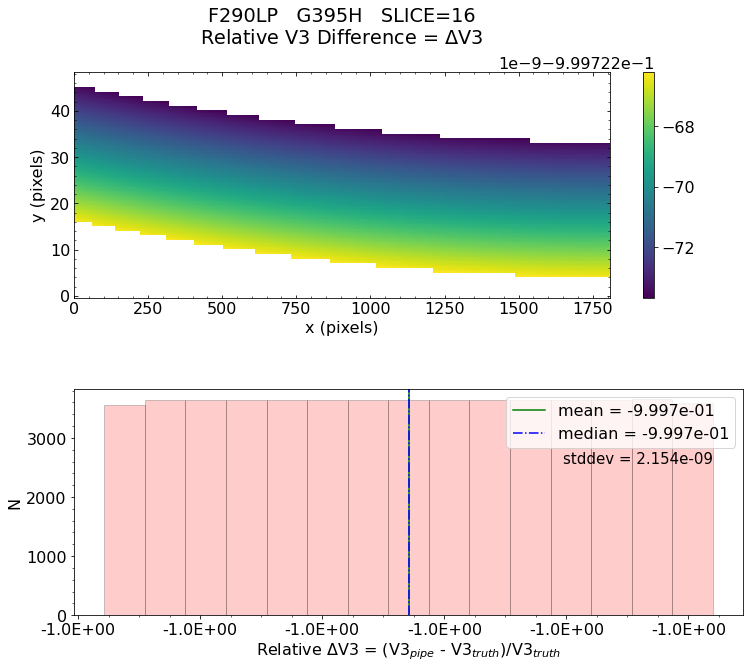 F290LP   G395H   SLICE=16
Relative V3 Difference = ΔV3
1e−9−9.99722e−1
40
30
20
10
0
y (pixels)
0 250 500 750 1000 1250 1500 1750
x (pixels)
−68
−70
−72
3000
2000
1000
0
N
mean = -9.997e-01
median = -9.997e-01
stddev = 2.154e-09
-1.0E+00 -1.0E+00 -1.0E+00 -1.0E+00 -1.0E+00 -1.0E+00
Relative ΔV3 = (V3pipe - V3truth)/V3truth